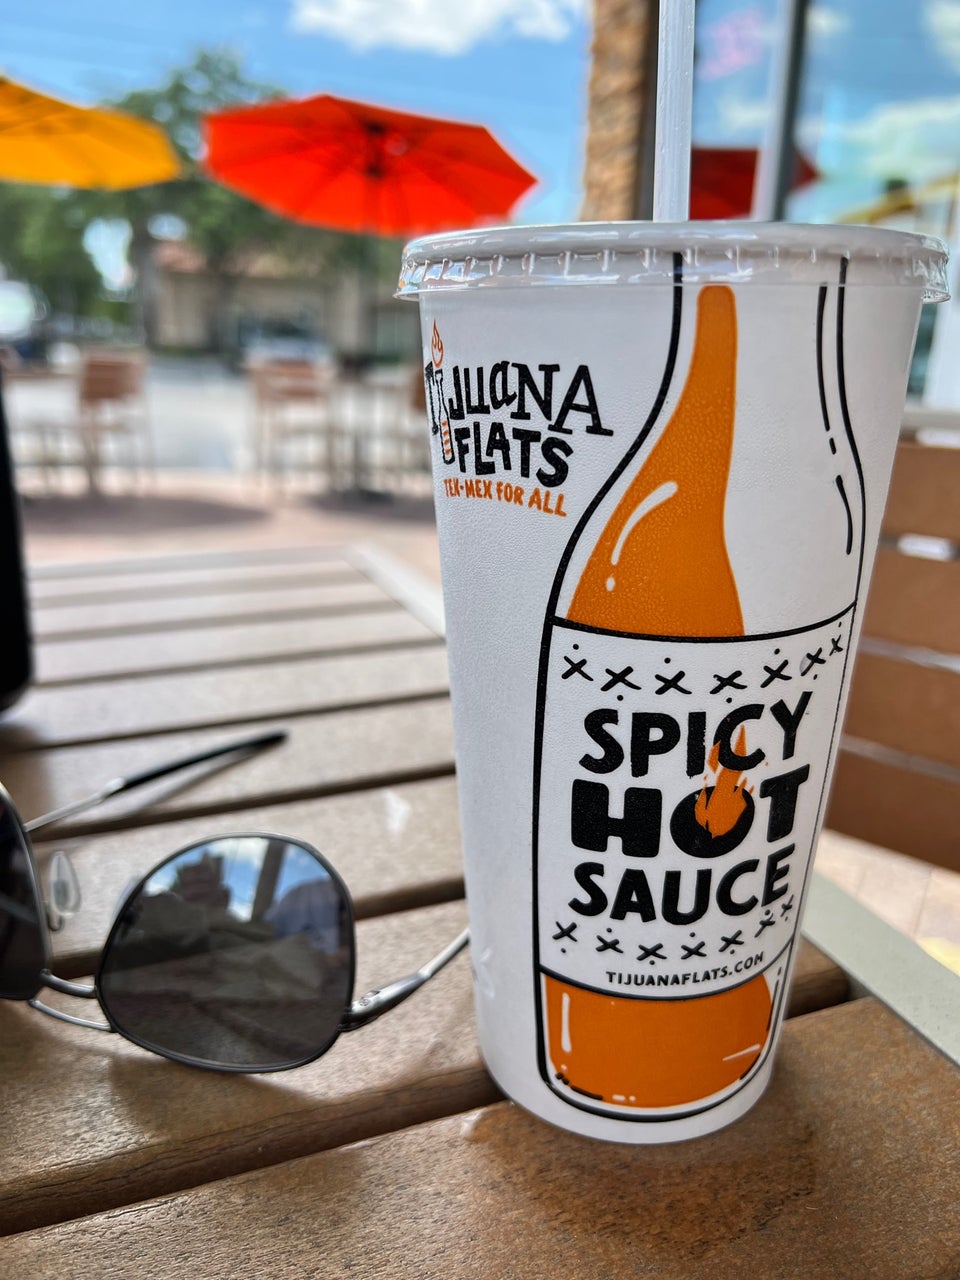 TIJUANA
FLATS
TEX-MEX FOR ALL
SPICY
HOT
SAUCE
TIJUANAFLATS.COM